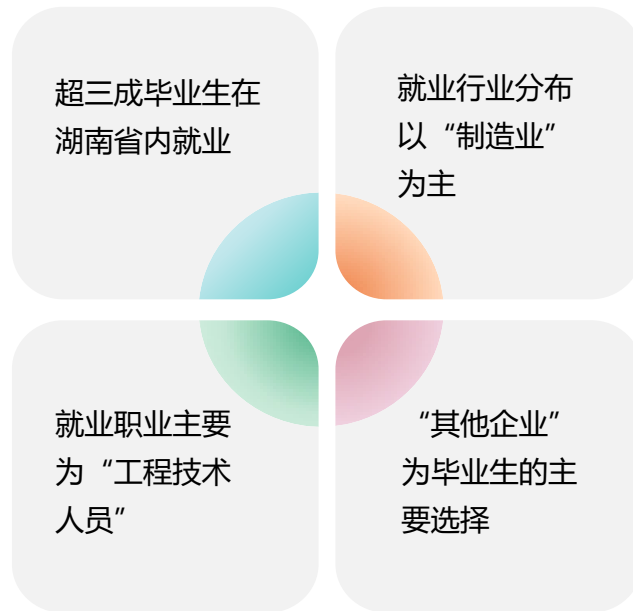 超三成毕业生在
湖南省内就业
就业行业分布
以“制造业”
为主
就业职业主要
为“工程技术
人员”
“其他企业”
为毕业生的主
要选择